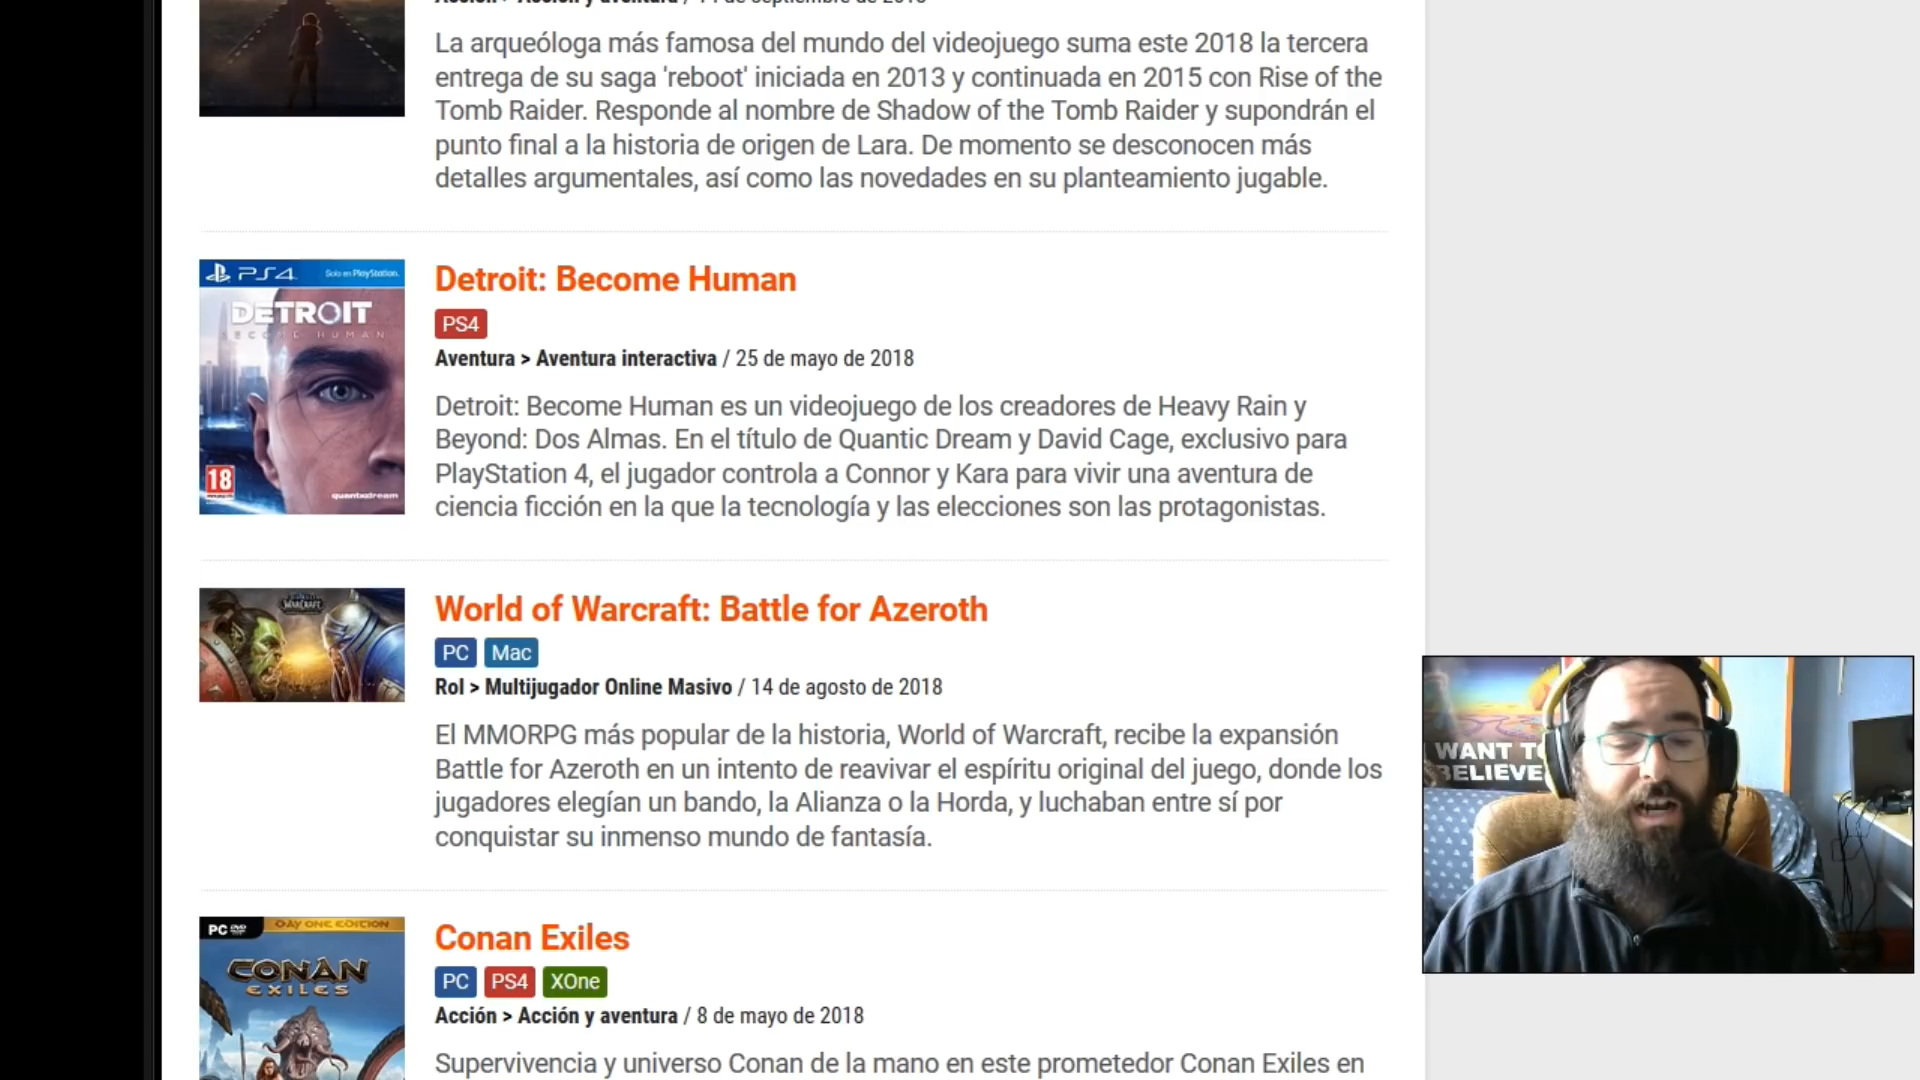 La arqueóloga más famosa del mundo del videojuego suma este 2018 la tercera
entrega de su saga 'reboot' iniciada en 2013 y continuada en 2015 con Rise of the
Tomb Raider. Responde al nombre de Shadow of the Tomb Raider y supondrán el
punto final a la historia de origen de Lara. De momento se desconocen más
detalles argumentales, así como las novedades en su planteamiento jugable.
PS4 Solo en PlayStation.
DETROIT
BECOME HUMAN
18
quanticdream
Detroit: Become Human
PS4
Aventura > Aventura interactiva / 25 de mayo de 2018
Detroit: Become Human es un videojuego de los creadores de Heavy Rain y
Beyond: Dos Almas. En el título de Quantic Dream y David Cage, exclusivo para
PlayStation 4, el jugador controla a Connor y Kara para vivir una aventura de
ciencia ficción en la que la tecnología y las elecciones son las protagonistas.
WARCRAFT
World of Warcraft: Battle for Azeroth
PC Mac
Rol > Multijugador Online Masivo / 14 de agosto de 2018
El MMORPG más popular de la historia, World of Warcraft, recibe la expansión
Battle for Azeroth en un intento de reavivar el espíritu original del juego, donde los
jugadores elegían un bando, la Alianza o la Horda, y luchaban entre sí por
conquistar su inmenso mundo de fantasía.
WANT TO
BELIEVE
PC DVD DAY ONE EDITION
CONAN
EXILES
Conan Exiles
PC PS4 XOne
Acción > Acción y aventura / 8 de mayo de 2018
Supervivencia y universo Conan de la mano en este prometedor Conan Exiles en